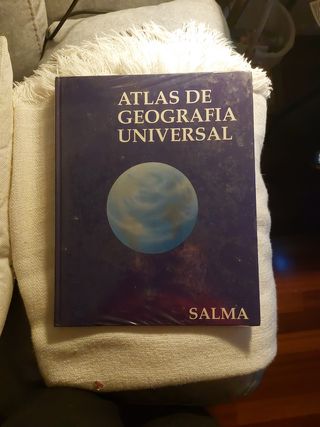 ATLAS DE
GEOGRAFIA
UNIVERSAL
SALMA